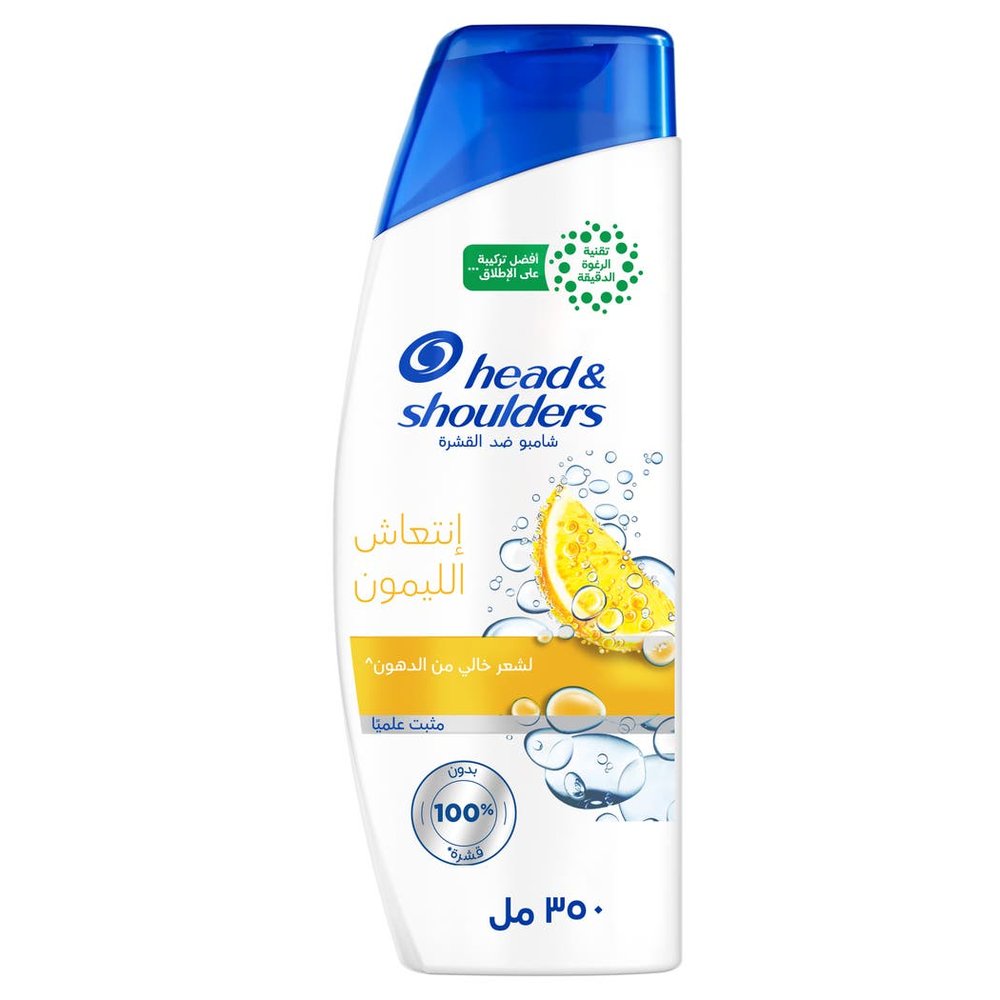 أفضل تركيبة
على الإطلاق***
تقنية
الرغوة
الدقيقة
head &
shoulders
شامبو ضد القشرة
إنتعاش
الليمون
لشعر خالي من الدهون^
مثبت علميًا
بدون
100%
قشرة*
٣٥٠ مل